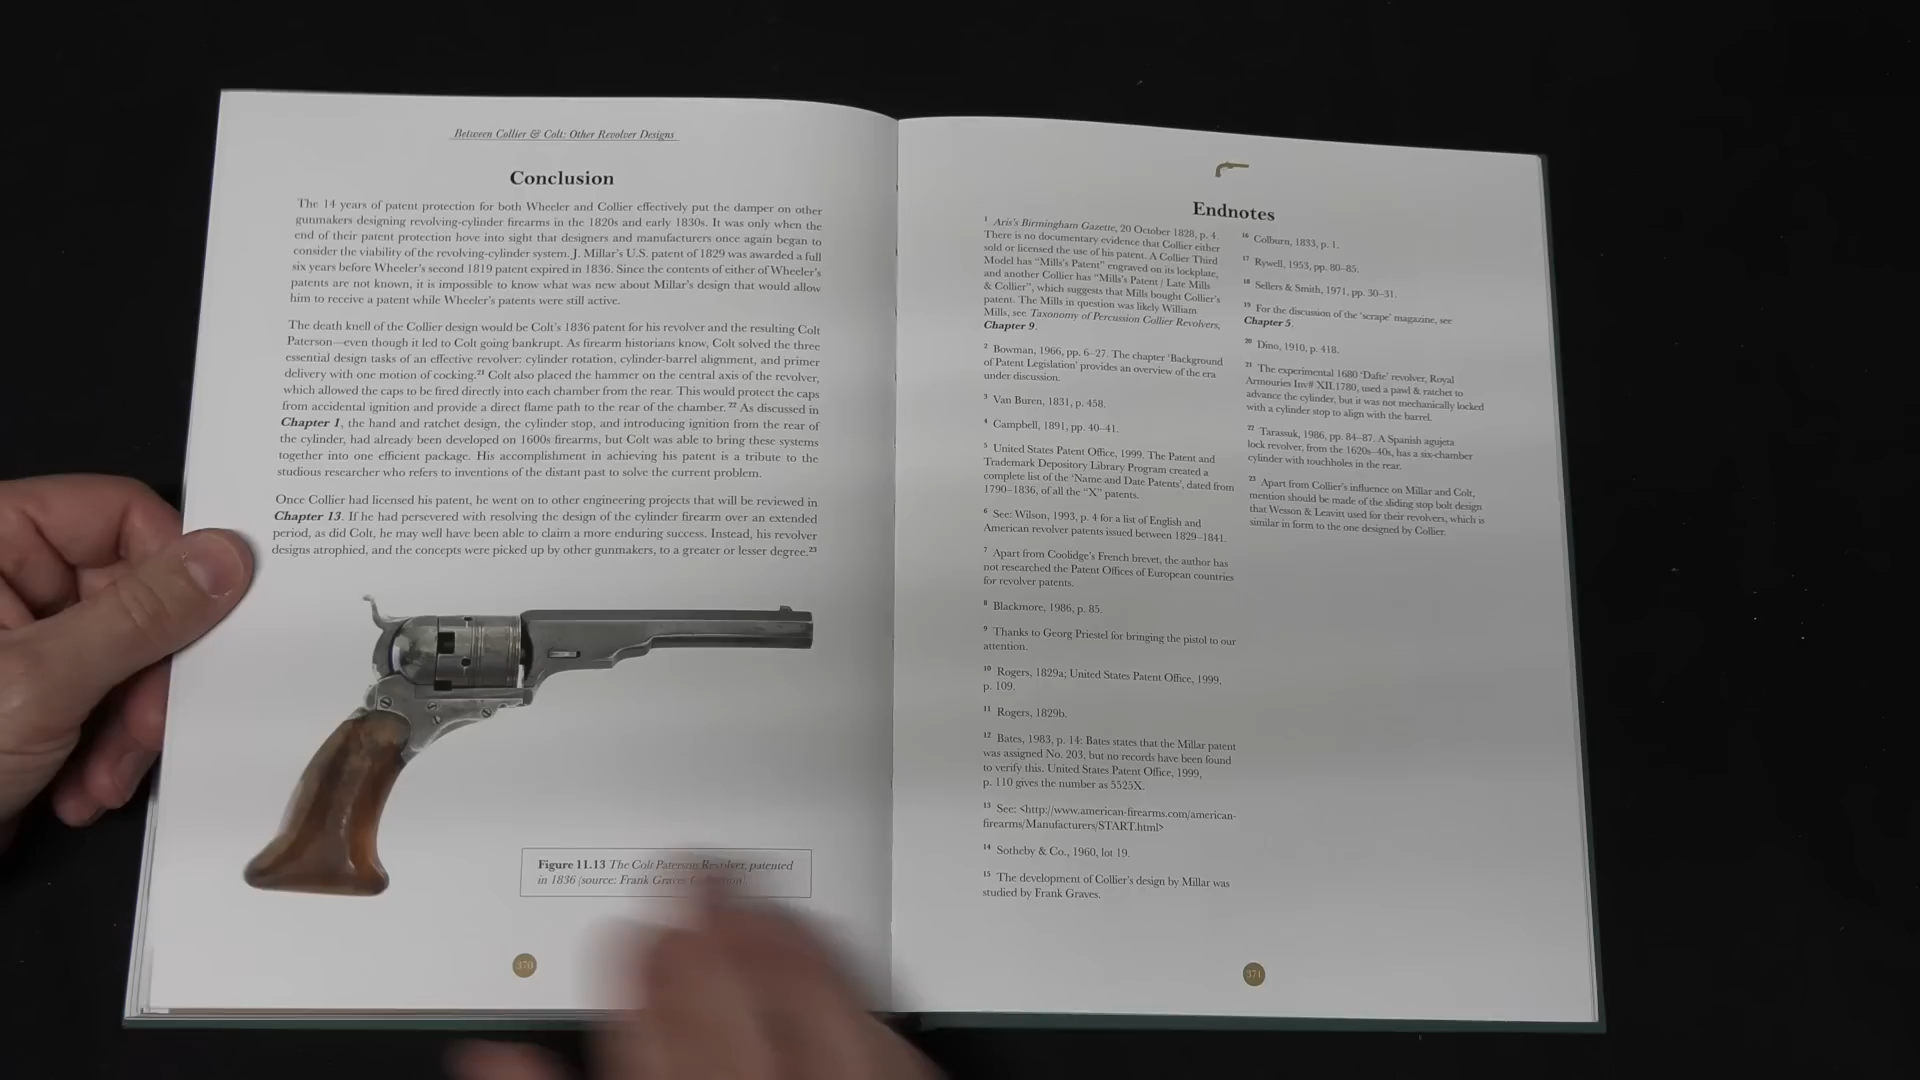 Between Collier & Colt: Other Revolver Designs
Conclusion
The 14 years of patent protection for both Wheeler and Collier effectively put the damper on other
gunmakers designing revolving-cylinder firearms in the 1820s and early 1830s. It was only when the
end of their patent protection hove into sight that designers and manufacturers once again began to
consider the viability of the revolving-cylinder system. J. Millar's U.S. patent of 1829 was awarded a full
six years before Wheeler's second 1819 patent expired in 1836. Since the contents of either of Wheeler's
patents are not known, it is impossible to know what was new about Millar's design that would allow
him to receive a patent while Wheeler's patents were still active.
The death knell of the Collier design would be Colt's 1836 patent for his revolver and the resulting Colt
Paterson—even though it led to Colt going bankrupt. As firearm historians know, Colt solved the three
essential design tasks of an effective revolver: cylinder rotation, cylinder-barrel alignment, and primer
delivery with one motion of cocking.²¹ Colt also placed the hammer on the central axis of the revolver,
which allowed the caps to be fired directly into each chamber from the rear. This would protect the caps
from accidental ignition and provide a direct flame path to the rear of the chamber. ²² As discussed in
Chapter 1, the hand and ratchet design, the cylinder stop, and introducing ignition from the rear of
the cylinder, had already been developed on 1600s firearms, but Colt was able to bring these systems
together into one efficient package. His accomplishment in achieving his patent is a tribute to the
studious researcher who refers to inventions of the distant past to solve the current problem.
Once Collier had licensed his patent, he went on to other engineering projects that will be reviewed in
Chapter 13. If he had persevered with resolving the design of the cylinder firearm over an extended
period, as did Colt, he may well have been able to claim a more enduring success. Instead, his revolver
designs atrophied, and the concepts were picked up by other gunmakers, to a greater or lesser degree.²³
Figure 11.13 The Colt Paterson Revolver, patented
in 1836 (source: Frank Graves Collection)
370
Endnotes
¹ Aris's Birmingham Gazette, 20 October 1828, p. 4.
There is no documentary evidence that Collier either
sold or licensed the use of his patent. A Collier Third
Model has "Mills's Patent" engraved on its lockplate,
and another Collier has "Mills's Patent / Late Mills
& Collier", which suggests that Mills bought Collier's
patent. The Mills in question was likely William
Mills, see Taxonomy of Percussion Collier Revolvers,
Chapter 9.
² Bowman, 1966, pp. 6–27. The chapter 'Background
of Patent Legislation' provides an overview of the era
under discussion.
³ Van Buren, 1831, p. 458.
⁴ Campbell, 1891, pp. 40–41.
⁵ United States Patent Office, 1999. The Patent and
Trademark Depository Library Program created a
complete list of the 'Name and Date Patents', dated from
1790–1836, of all the "X" patents.
⁶ See: Wilson, 1993, p. 4 for a list of English and
American revolver patents issued between 1829–1841.
⁷ Apart from Coolidge's French brevet, the author has
not researched the Patent Offices of European countries
for revolver patents.
⁸ Blackmore, 1986, p. 85.
⁹ Thanks to Georg Priestel for bringing the pistol to our
attention.
¹⁰ Rogers, 1829a; United States Patent Office, 1999,
p. 109.
¹¹ Rogers, 1829b.
¹² Bates, 1983, p. 14: Bates states that the Millar patent
was assigned No. 203, but no records have been found
to verify this. United States Patent Office, 1999,
p. 110 gives the number as 5525X.
¹³ See: <http://www.american-firearms.com/american-
firearms/Manufacturers/START.html>
¹⁴ Sotheby & Co., 1960, lot 19.
¹⁵ The development of Collier's design by Millar was
studied by Frank Graves.
¹⁶ Colburn, 1833, p. 1.
¹⁷ Rywell, 1953, pp. 80–85.
¹⁸ Sellers & Smith, 1971, pp. 30–31.
¹⁹ For the discussion of the 'scrape' magazine, see
Chapter 5.
²⁰ Dino, 1910, p. 418.
²¹ The experimental 1680 'Dafte' revolver, Royal
Armouries Inv# XII.1780, used a pawl & ratchet to
advance the cylinder, but it was not mechanically locked
with a cylinder stop to align with the barrel.
²² Tarassuk, 1986, pp. 84–87. A Spanish agujeta
lock revolver, from the 1620s–40s, has a six-chamber
cylinder with touchholes in the rear.
²³ Apart from Collier's influence on Millar and Colt,
mention should be made of the sliding stop bolt design
that Wesson & Leavitt used for their revolvers, which is
similar in form to the one designed by Collier.
371